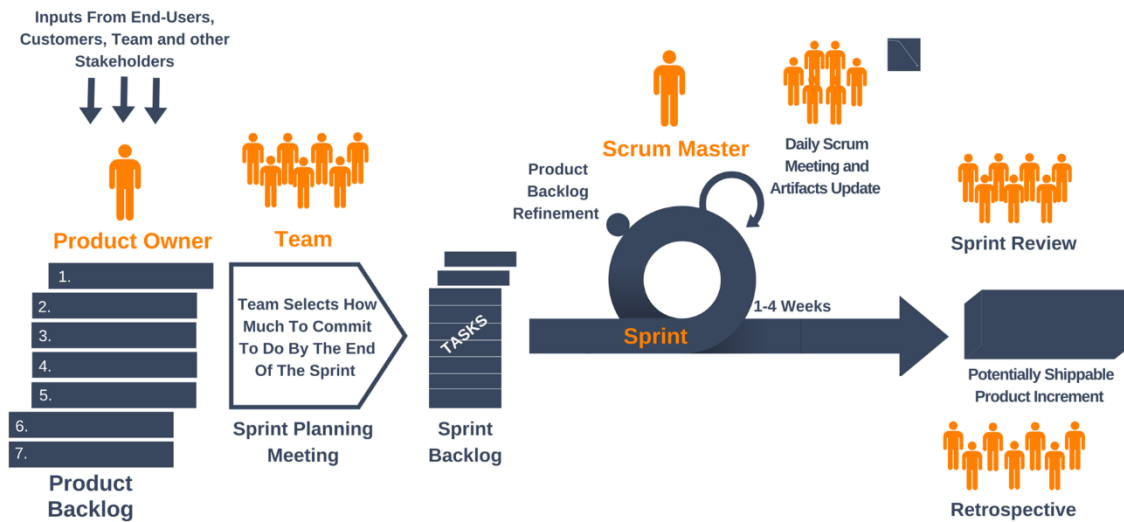 Inputs From End-Users,
Customers, Team and other
Stakeholders
Product Owner
1.
2.
3.
4.
5.
6.
7.
Product
Backlog
Team
Team Selects How
Much To Commit
To Do By The End
Of The Sprint
Sprint Planning
Meeting
TASKS
Sprint
Backlog
Scrum Master
Product
Backlog
Refinement
Daily Scrum
Meeting and
Artifacts Update
Sprint
1-4 Weeks
Sprint Review
Potentially Shippable
Product Increment
Retrospective